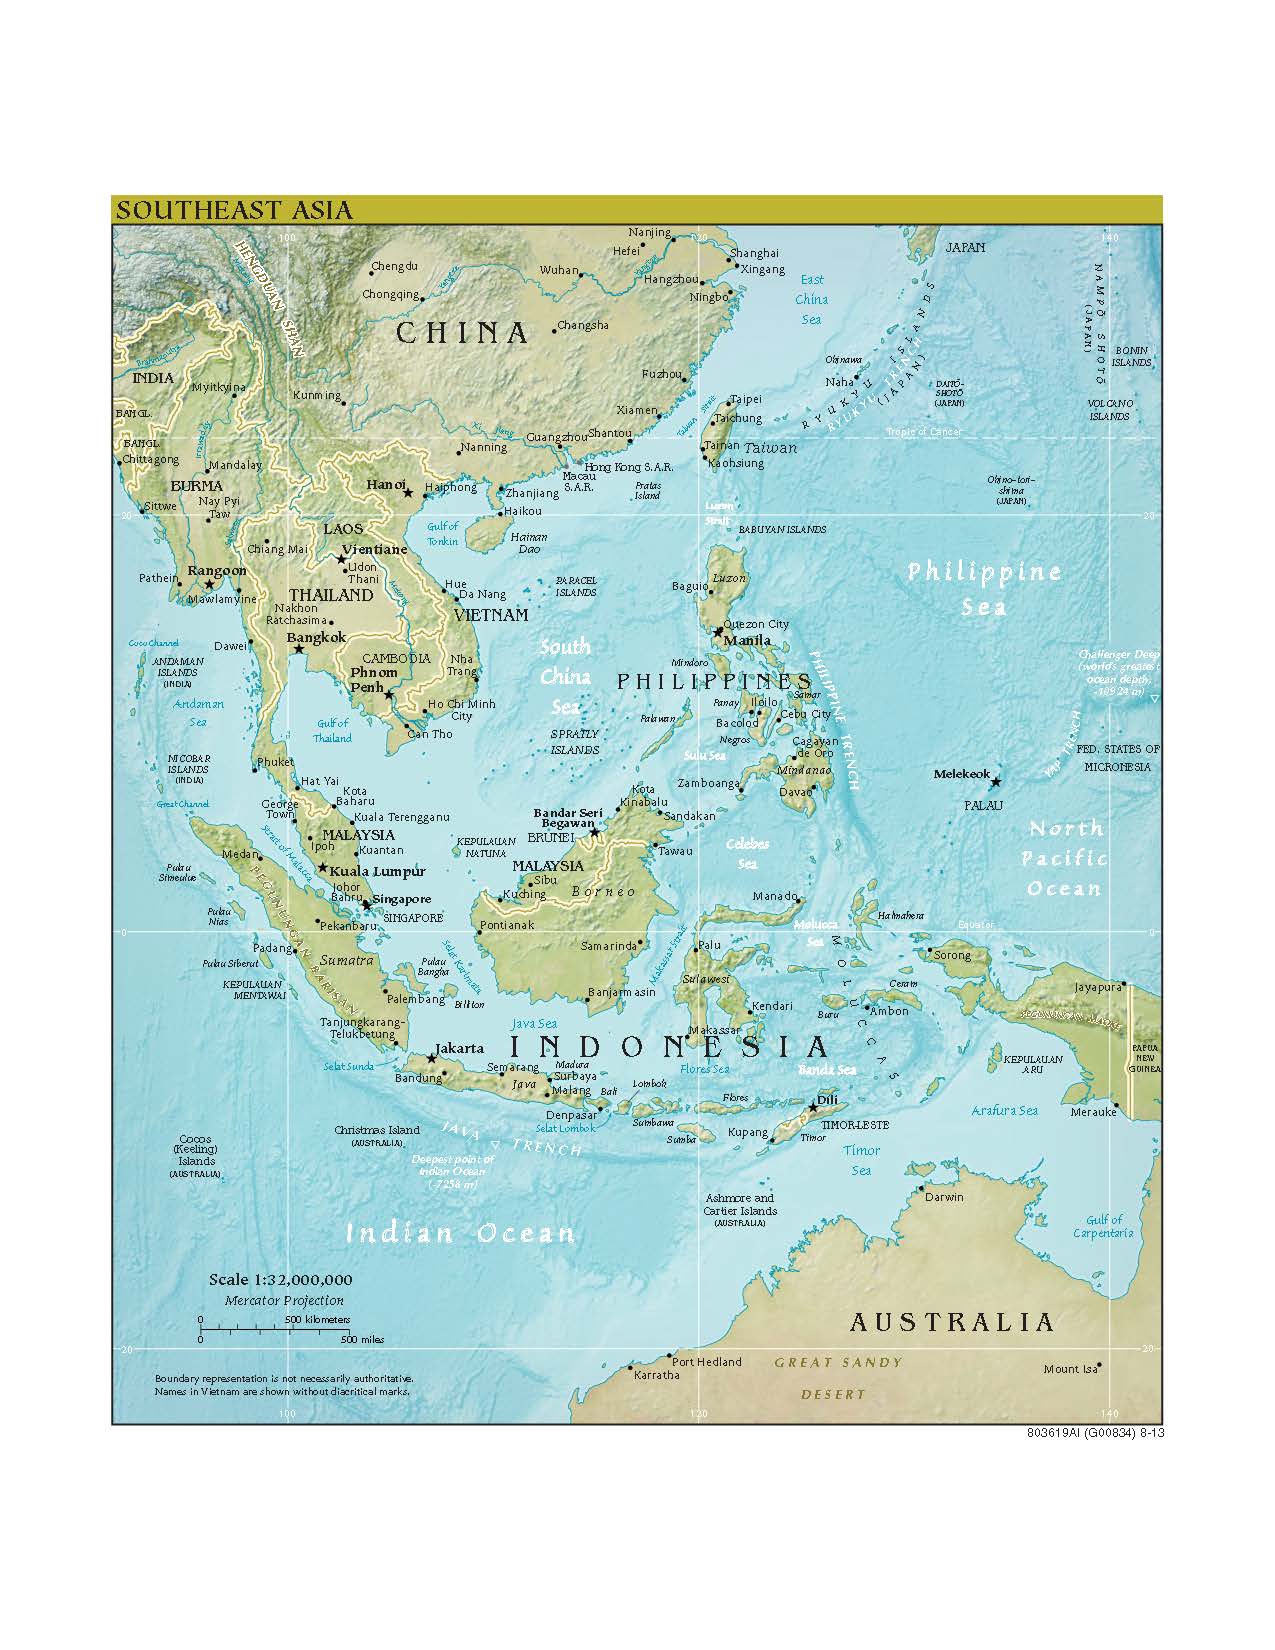 SOUTHEAST ASIA
100
120
140
HENGDUAN SHAN
Nanjing
Hefei
Shanghai
Xingang
JAPAN
Chengdu
Wuhan
Yangtze
Hangzhou
East
China
Sea
NAMPŌ SHOTŌ
(JAPAN)
Chongqing
Yangtze
Ningbo
CHINA
Changsha
Brahmaputra
INDIA
Myitkyina
Kunming
Fuzhou
Okinawa
Naha
RYUKYU ISLANDS
(JAPAN)
DAITŌ-
SHOTŌ
(JAPAN)
BONIN
ISLANDS
BANGL.
Xiamen
Taiwan
Strait
Taipei
Taichung
VOLCANO
ISLANDS
Xi Jiang
Guangzhou
Shantou
Tropic of Cancer
BANGL.
Chittagong
Irrawaddy
Mandalay
Nanning
Tainan
Taiwan
Kaohsiung
Hong Kong S.A.R.
Macau
S.A.R.
BURMA
Hanoi
Haiphong
Zhanjiang
Pratas
Island
Okino-tori-
shima
(JAPAN)
Sittwe
Nay Pyi
Taw
Haikou
Luzon
Strait
20
20
LAOS
Gulf of
Tonkin
Hainan
Dao
BABUYAN ISLANDS
Chiang Mai
Vientiane
Salween
Pathein
Rangoon
Udon
Thani
Mekong
Hue
Da Nang
PARACEL
ISLANDS
Baguio
Luzon
Philippine
Sea
Mawlamyine
THAILAND
Nakhon
Ratchasima
VIETNAM
Quezon City
Manila
Coco Channel
Dawei
Bangkok
South
China
Sea
ANDAMAN
ISLANDS
(INDIA)
CAMBODIA
Phnom
Penh
Nha
Trang
Mindoro
PHILIPPINES
PHILIPPINE TRENCH
Challenger Deep
(world's greatest
ocean depth,
-10924 m)
Andaman
Sea
Gulf of
Thailand
Ho Chi Minh
City
Can Tho
Palawan
Panay
Iloilo
Samar
Cebu City
Bacolod
Negros
SPRATLY
ISLANDS
Cagayan
de Oro
Mindanao
YAP TRENCH
FED. STATES OF
MICRONESIA
NICOBAR
ISLANDS
(INDIA)
Phuket
Hat Yai
Sulu Sea
Zamboanga
Davao
Melekeok
PALAU
Great Channel
George
Town
Kota
Baharu
Kuala Terengganu
Bandar Seri
Begawan
BRUNEI
Kota
Kinabalu
Sandakan
North
Pacific
Ocean
Strait of Malacca
MALAYSIA
Ipoh
Kuantan
KEPULAUAN
NATUNA
Celebes
Sea
Medan
Tawau
Pulau
Simeulue
Kuala Lumpur
MALAYSIA
Sibu
Borneo
Johor
Bahru
Singapore
SINGAPORE
Kuching
Manado
Pulau
Nias
Pekanbaru
Pontianak
Halmahera
Molucca
Sea
Equator
0
0
PEGUNUNGAN BARISAN
Padang
Pulau Siberut
Sumatra
Pulau
Bangka
Selat Karimata
Samarinda
Makassar Strait
Palu
Sorong
KEPULAUAN
MENTAWAI
Palembang
Billiton
Banjarmasin
Sulawesi
MOLUCCAS
Ceram
Jayapura
Kendari
Buru
Ambon
PEGUNUNGAN MAOKE
Tanjungkarang-
Telukbetung
Java Sea
Makassar
INDONESIA
Jakarta
Selat Sunda
Bandung
Semarang
Java
Madura
Surbaya
Malang
Bali
Lombok
Flores Sea
Banda Sea
KEPULAUAN
ARU
PAPUA
NEW
GUINEA
Flores
Dili
Denpasar
Selat Lombok
Sumbawa
Sumba
Kupang
Timor
TIMOR-LESTE
Arafura Sea
Merauke
Christmas Island
(AUSTRALIA)
JAVA TRENCH
Deepest point of
Indian Ocean
(-7258 m)
Cocos
(Keeling)
Islands
(AUSTRALIA)
Timor
Sea
Ashmore and
Cartier Islands
(AUSTRALIA)
Darwin
Gulf of
Carpentaria
Indian Ocean
Scale 1:32,000,000
Mercator Projection
0
500 kilometers
0
500 miles
AUSTRALIA
20
20
Port Hedland
Karratha
GREAT SANDY
DESERT
Mount Isa
Boundary representation is not necessarily authoritative.
Names in Vietnam are shown without diacritical marks.
100
120
140
803619AI (G00834) 8-13